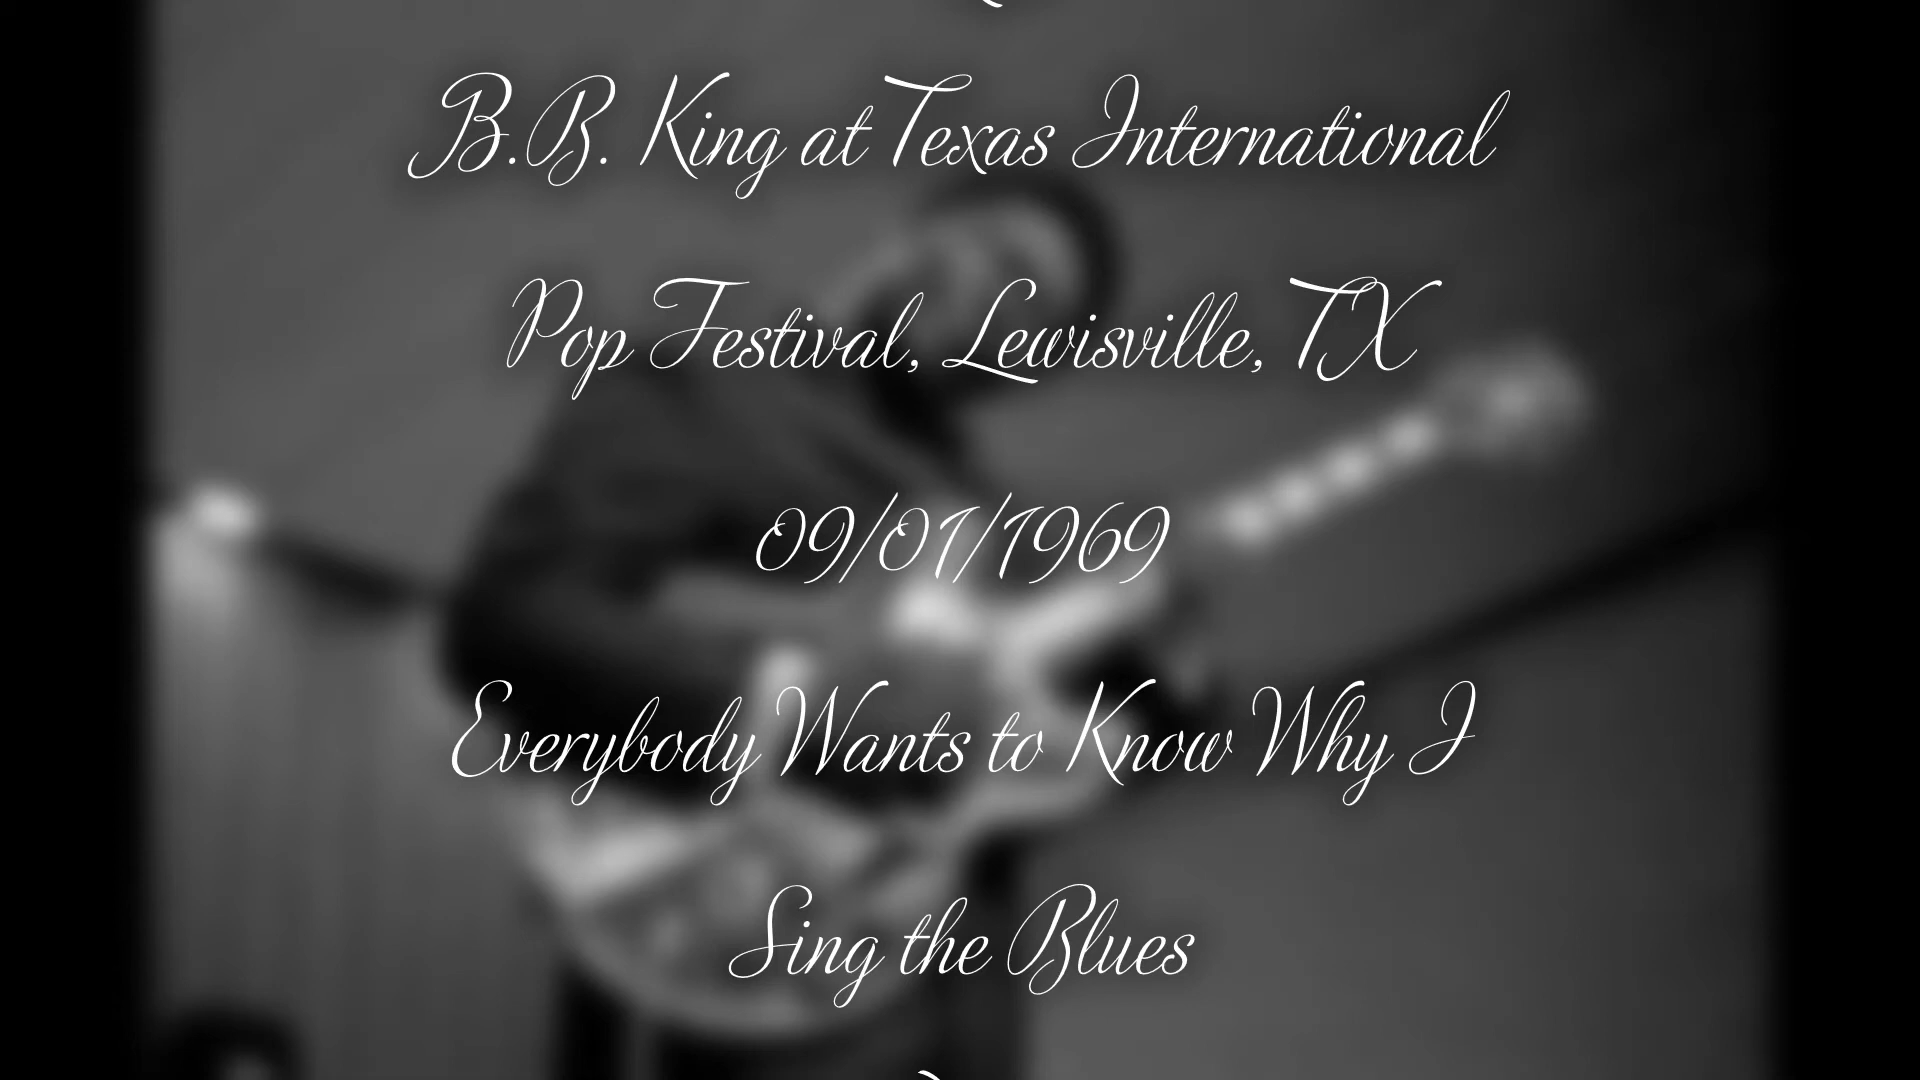 B.B. King at Texas International
Pop Festival, Lewisville, TX
09/01/1969
Everybody Wants to Know Why I
Sing the Blues